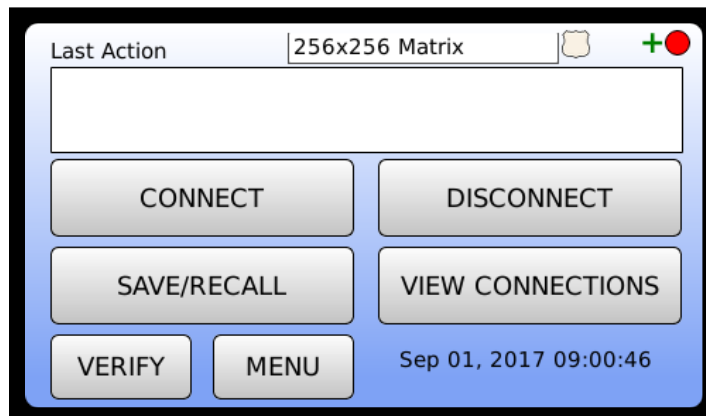 Last Action 256x256 Matrix +
CONNECT DISCONNECT
SAVE/RECALL VIEW CONNECTIONS
VERIFY MENU Sep 01, 2017 09:00:46